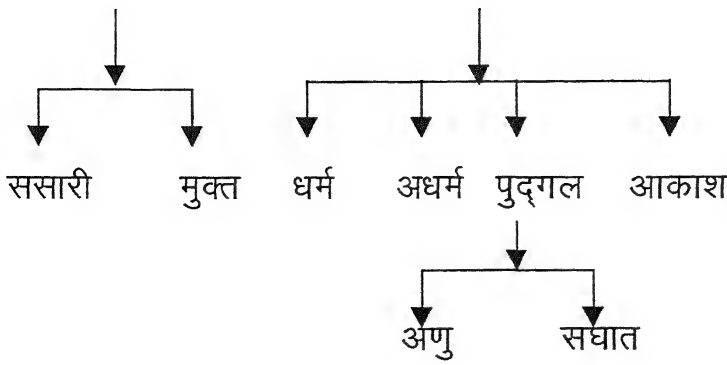 ससारी मुक्त धर्म अधर्म पुद्गल आकाश
अणु सघात